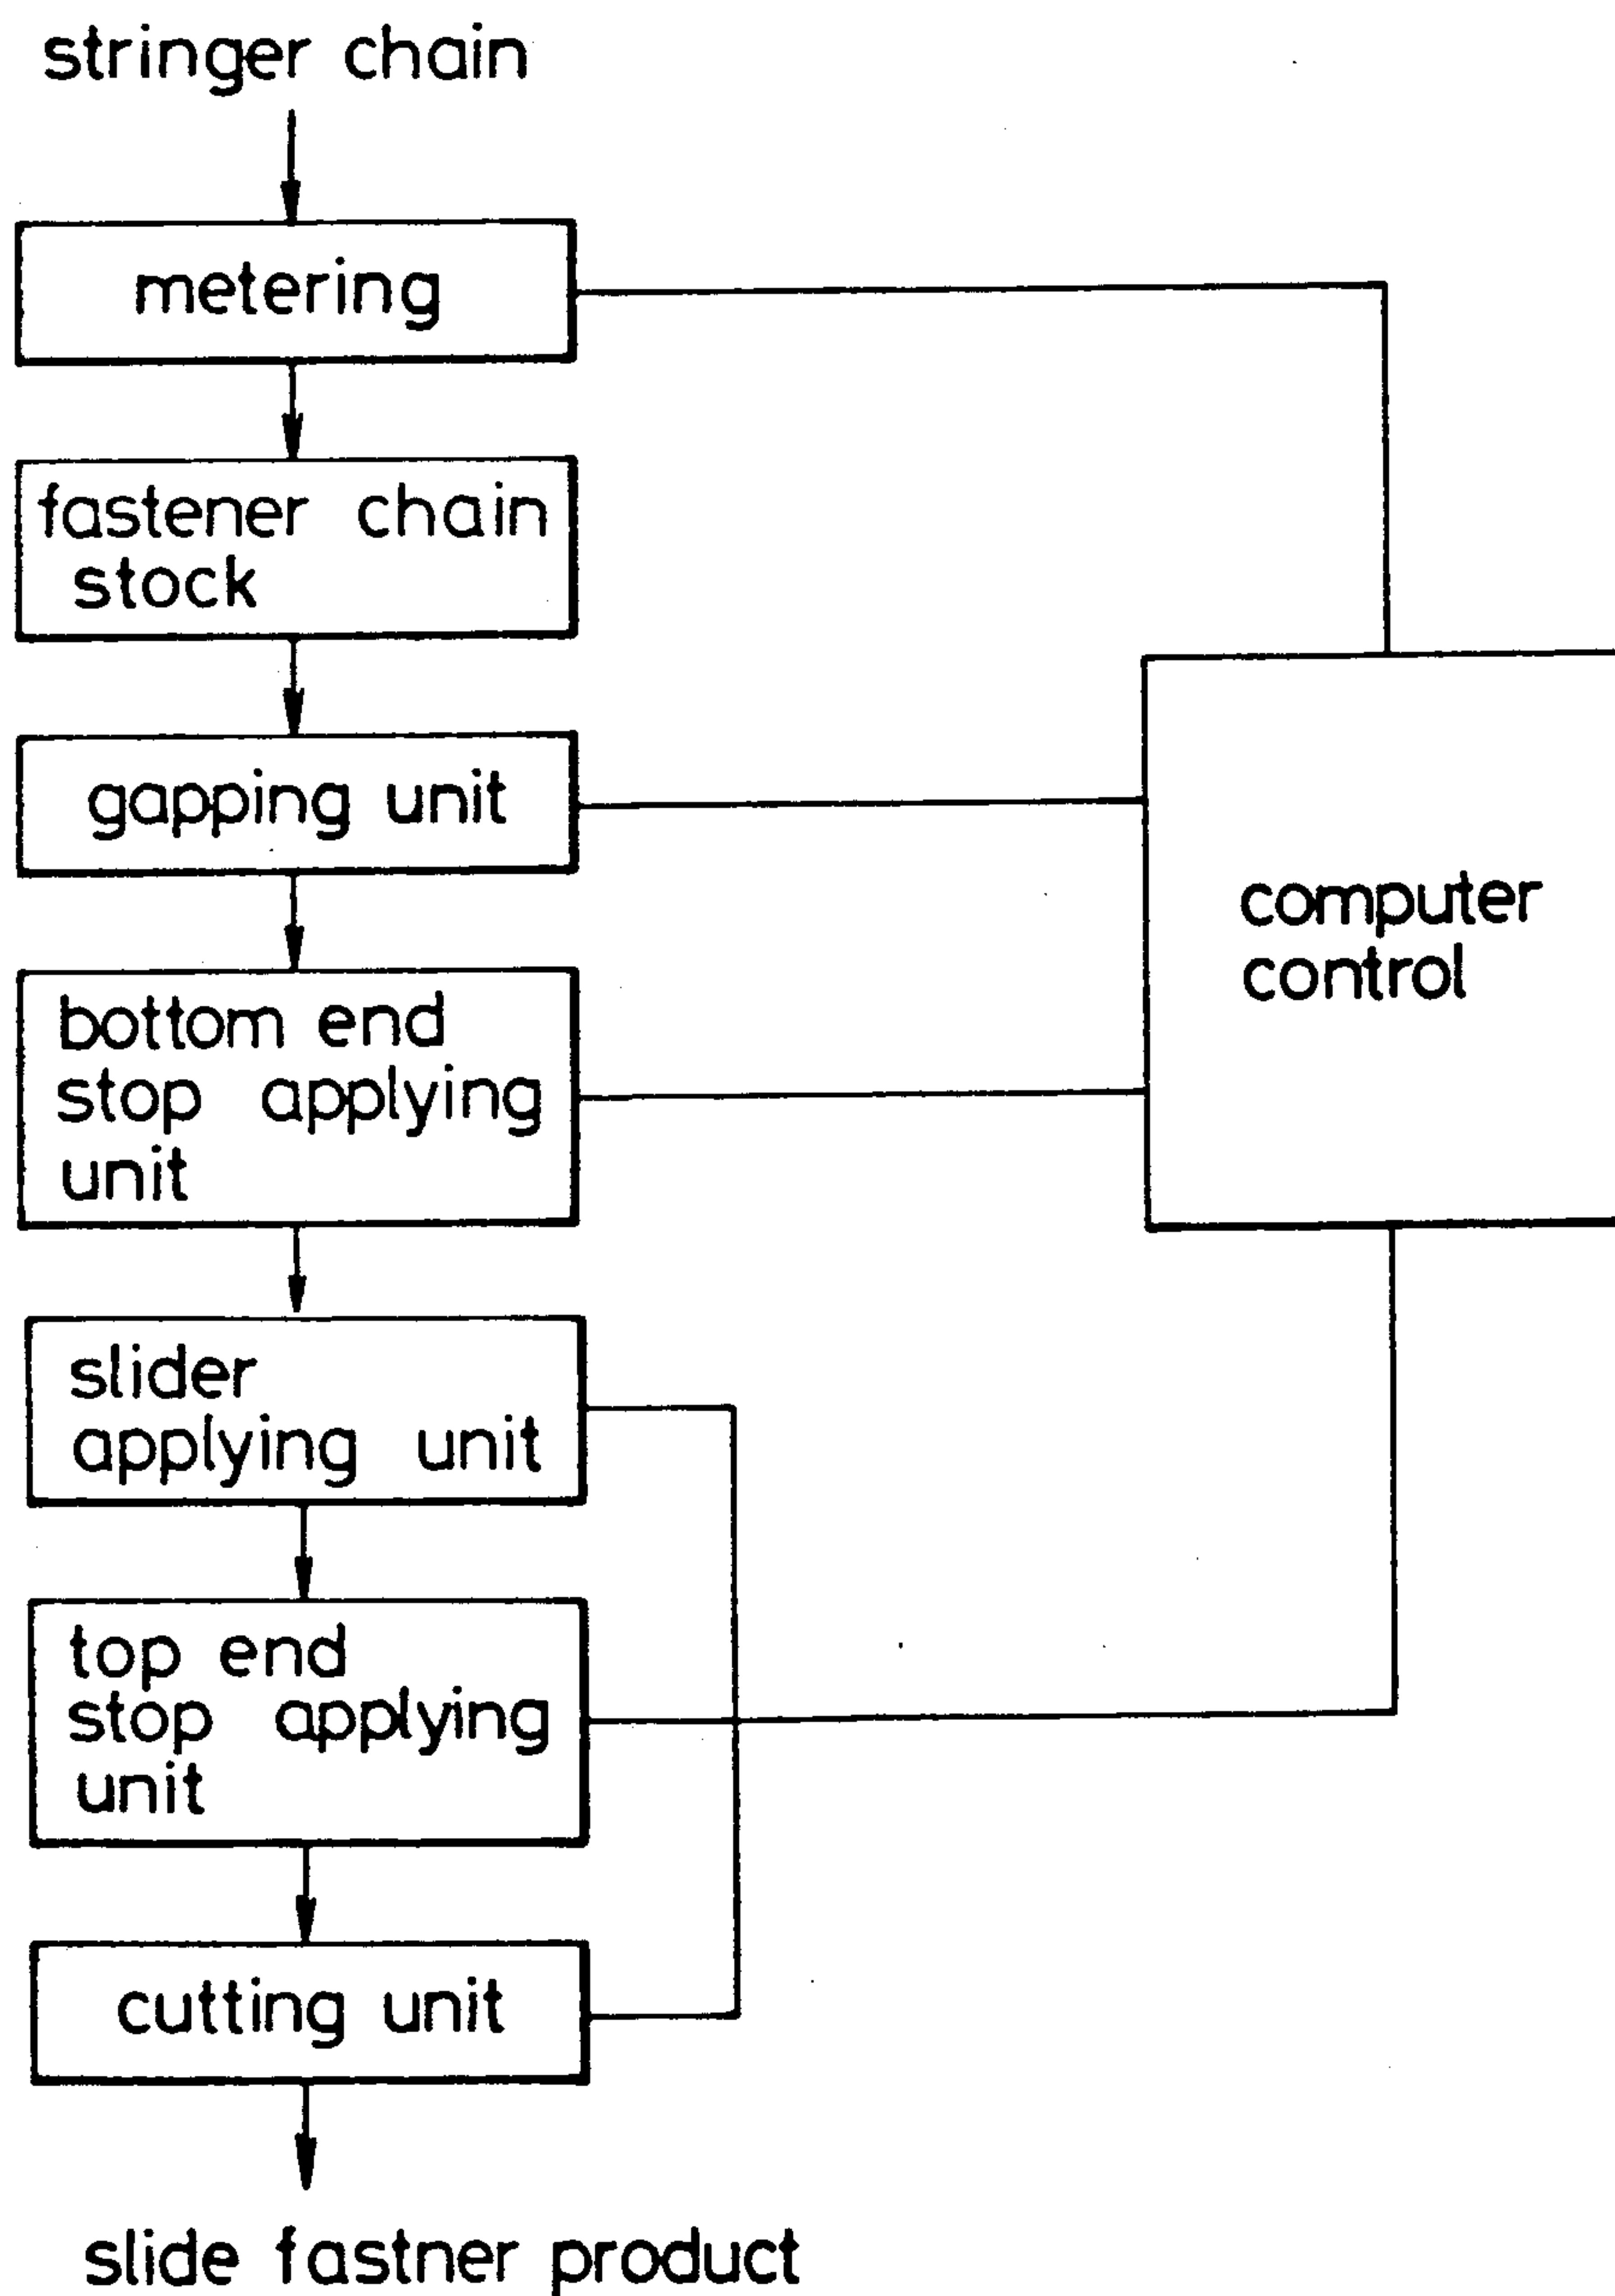 stringer chain
metering
fastener chain
stock
gapping unit
bottom end
stop applying
unit
computer
control
slider
applying unit
top end
stop applying
unit
cutting unit
slide fastner product